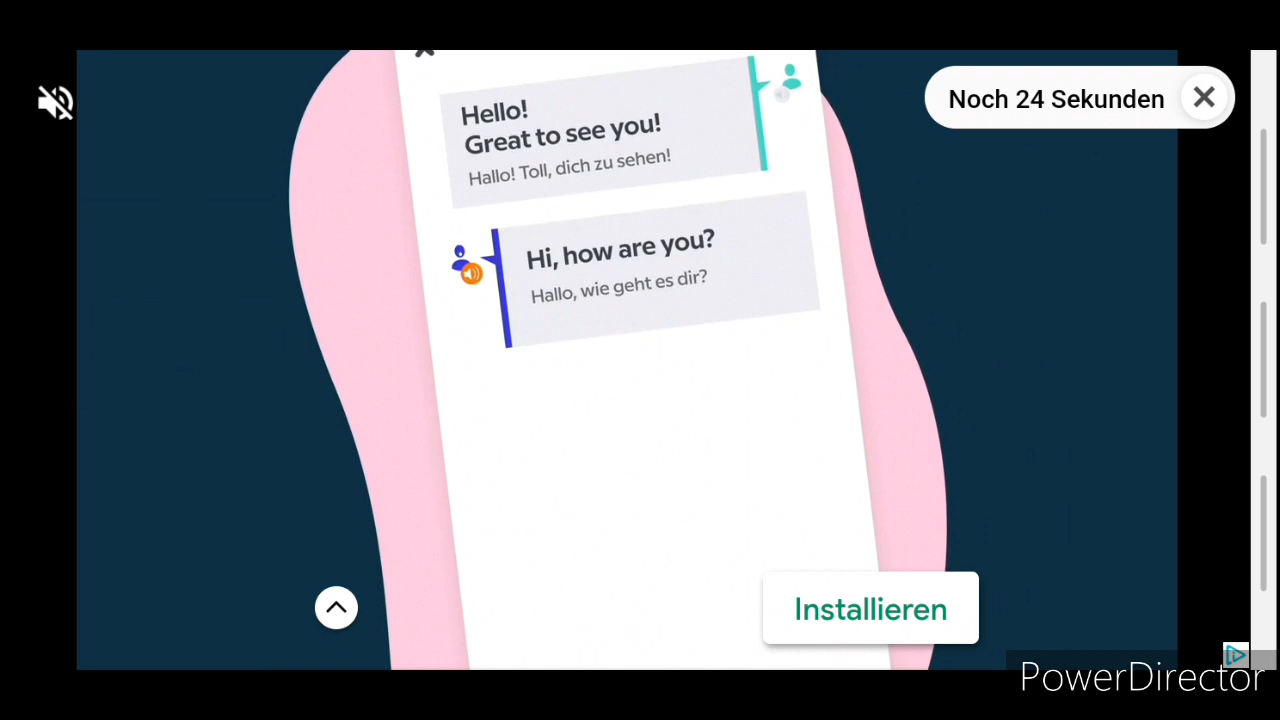 Noch 24 Sekunden
Hello!
Great to see you!
Hallo! Toll, dich zu sehen!
Hi, how are you?
Hallo, wie geht es dir?
Installieren
PowerDirector